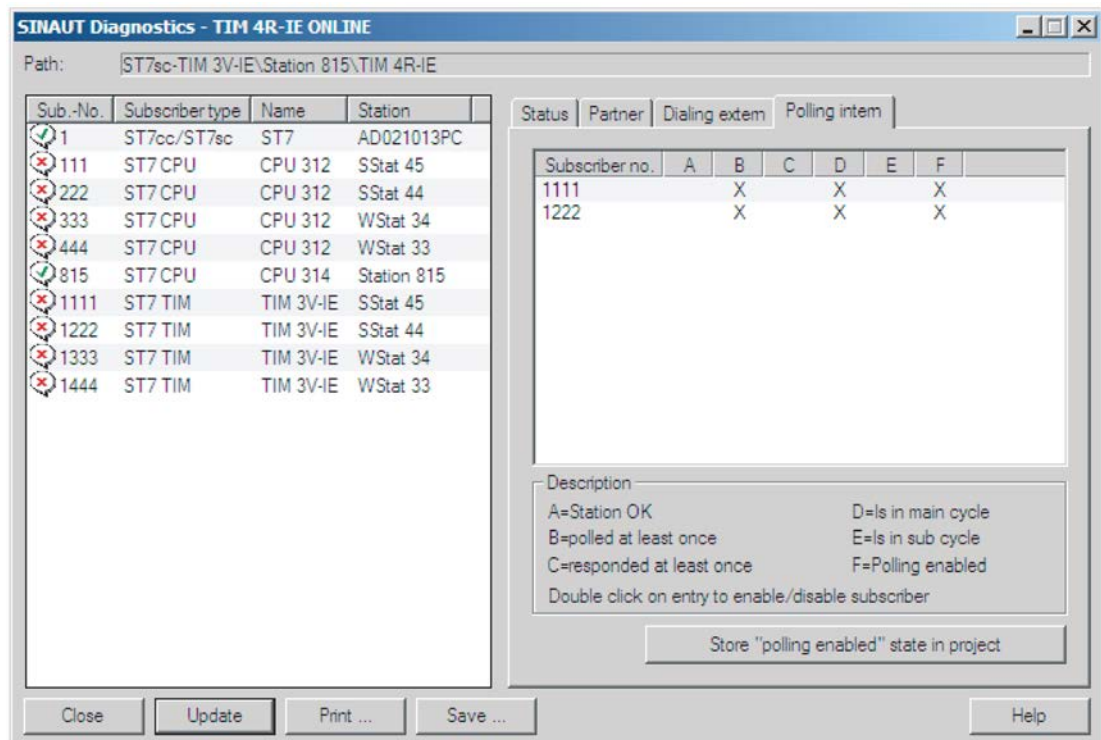 SINAUT Diagnostics - TIM 4R-IE ONLINE
Path: ST7sc-TIM 3V-IE\Station 815\TIM 4R-IE
Sub.-No. Subscriber type Name Station
1 ST7cc/ST7sc ST7 AD021013PC
111 ST7 CPU CPU 312 SStat 45
222 ST7 CPU CPU 312 SStat 44
333 ST7 CPU CPU 312 WStat 34
444 ST7 CPU CPU 312 WStat 33
815 ST7 CPU CPU 314 Station 815
1111 ST7 TIM TIM 3V-IE SStat 45
1222 ST7 TIM TIM 3V-IE SStat 44
1333 ST7 TIM TIM 3V-IE WStat 34
1444 ST7 TIM TIM 3V-IE WStat 33
Status Partner Dialing extern Polling intern
Subscriber no. A B C D E F
1111 X X X
1222 X X X
Description
A=Station OK D=Is in main cycle
B=polled at least once E=Is in sub cycle
C=responded at least once F=Polling enabled
Double click on entry to enable/disable subscriber
Store "polling enabled" state in project
Close Update Print ... Save ... Help